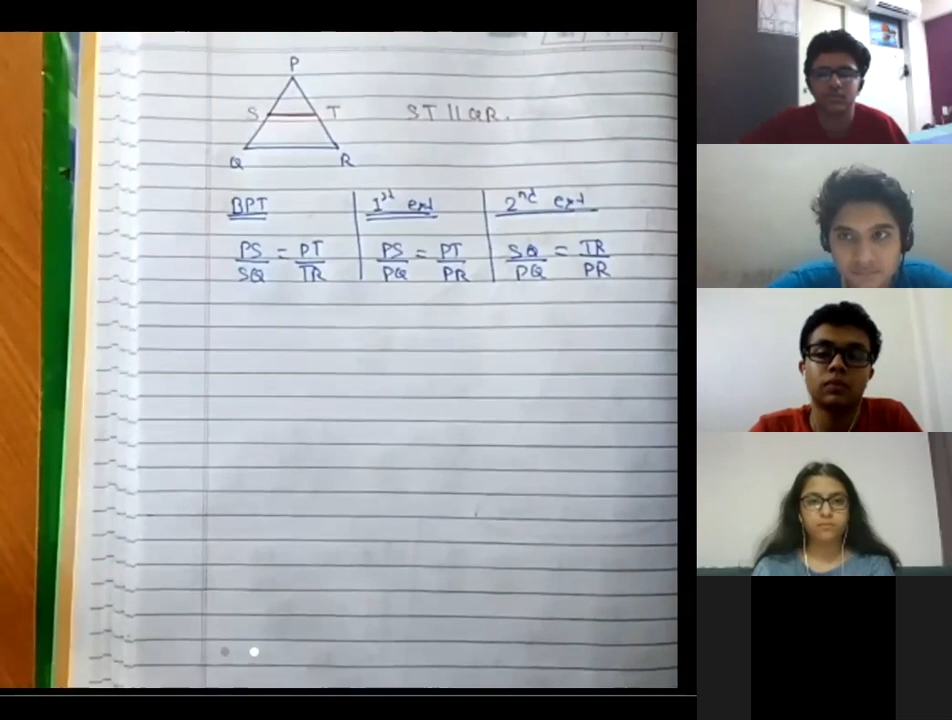 P
S T ST || QR.
Q R
BPT 1st ext 2nd ext
PS/SQ = PT/TR PS/PQ = PT/PR SQ/PQ = TR/PR